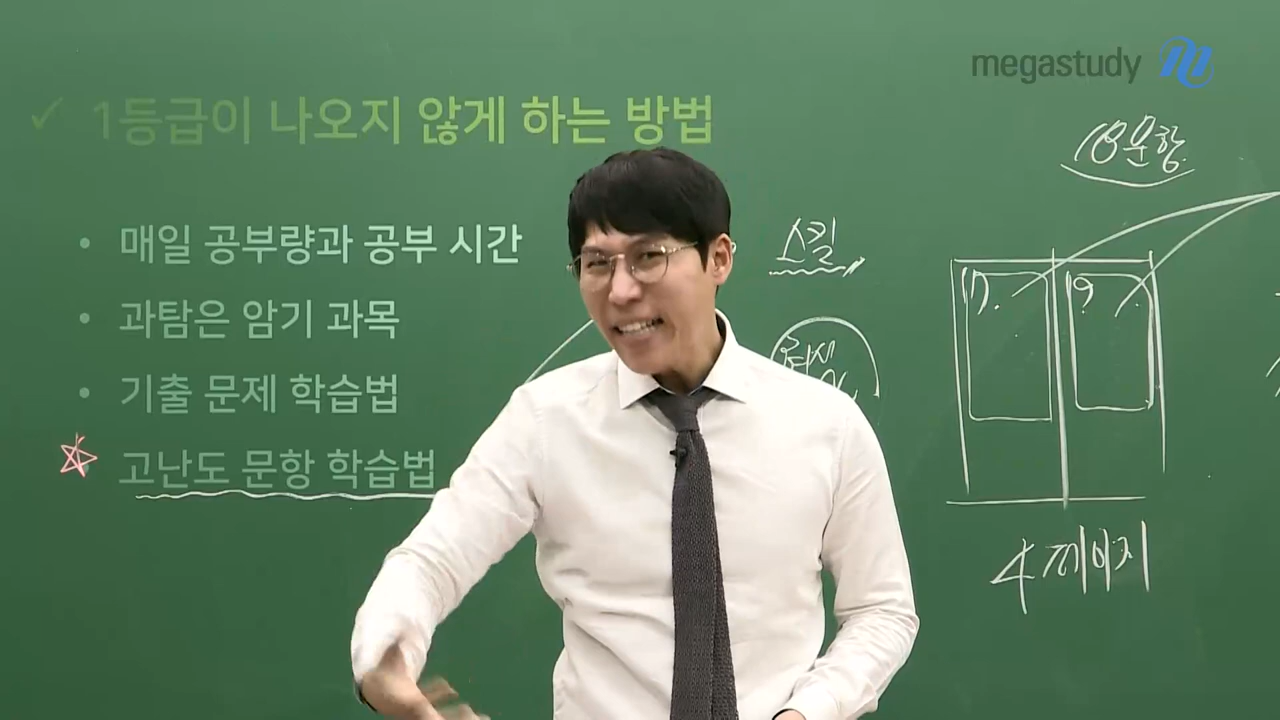 megastudy
✓ 1등급이 나오지 않게 하는 방법
• 매일 공부량과 공부 시간
• 과탐은 암기 과목
• 기출 문제 학습법
• 고난도 문항 학습법
18문항
스킬
17.
19.
4페이지